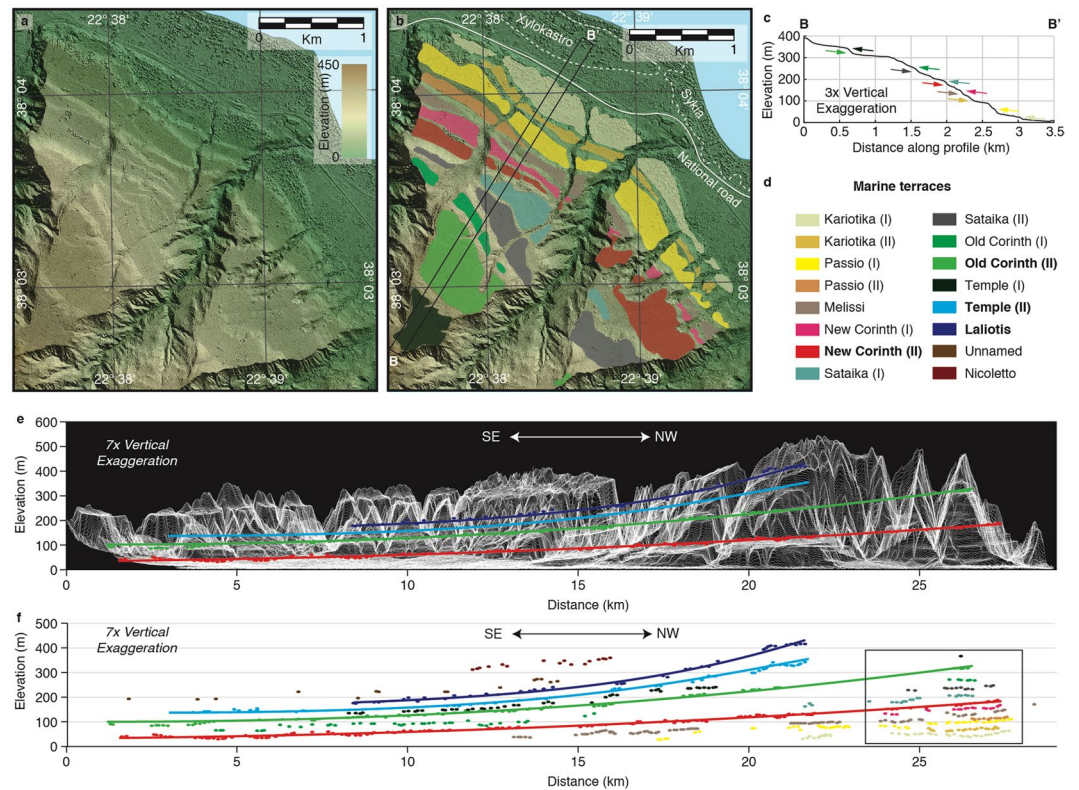 a
22° 38'
0 1
Km
450
Elevation (m)
0
38° 04'
38° 03'
22° 38'
22° 39'
b
22° 38'
Xylokastro
B'
0 1
Km
38° 04'
Sykia
National road
38° 03'
B
22° 38'
22° 39'
c
B B'
Elevation (m)
400
300
200
100
0
3x Vertical
Exaggeration
0 0.5 1 1.5 2 2.5 3 3.5
Distance along profile (km)
d
Marine terraces
Kariotika (I)
Kariotika (II)
Passio (I)
Passio (II)
Melissi
New Corinth (I)
New Corinth (II)
Sataika (I)
Sataika (II)
Old Corinth (I)
Old Corinth (II)
Temple (I)
Temple (II)
Laliotis
Unnamed
Nicoletto
e
7x Vertical
Exaggeration
SE NW
Elevation (m)
600
500
400
300
200
100
0
0 5 10 15 20 25
Distance (km)
f
7x Vertical
Exaggeration
SE NW
Elevation (m)
500
400
300
200
100
0
0 5 10 15 20 25
Distance (km)